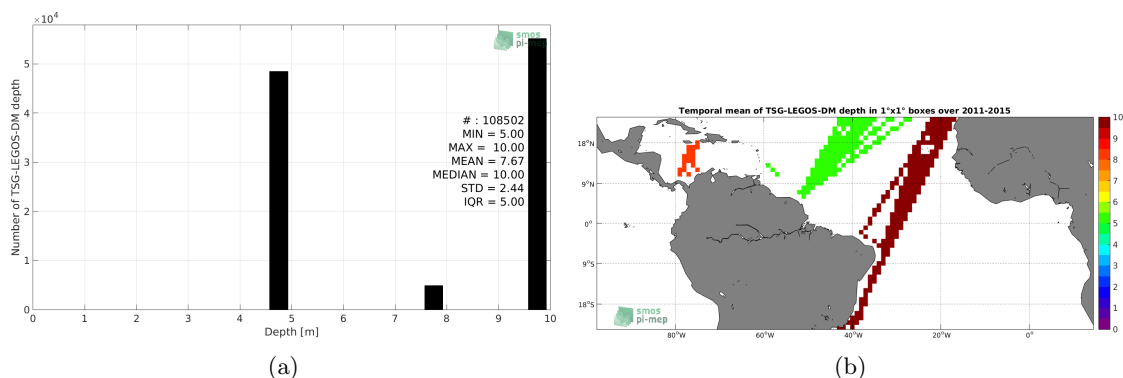 ×10⁴
smos
pi-mep
Number of TSG-LEGOS-DM depth
5
4
3
2
1
0
# : 108502
MIN = 5.00
MAX = 10.00
MEAN = 7.67
MEDIAN = 10.00
STD = 2.44
IQR = 5.00
0 1 2 3 4 5 6 7 8 9 10
Depth [m]
(a)
Temporal mean of TSG-LEGOS-DM depth in 1°x1° boxes over 2011-2015
18°N
9°N
0°
9°S
18°S
80°W 60°W 40°W 20°W 0°
smos
pi-mep
10
9
8
7
6
5
4
3
2
1
0
(b)